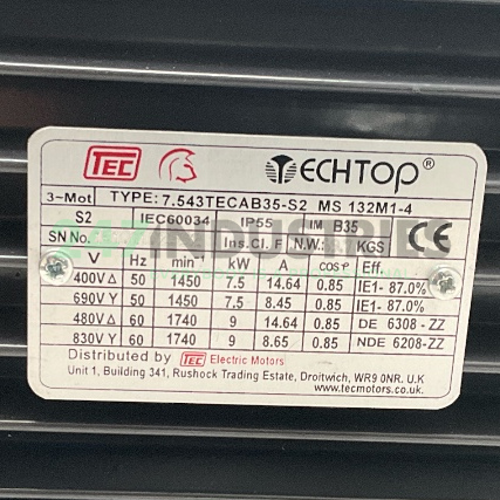 TEC TECHTOP®
3~Mot TYPE: 7.543TECAB35-S2 MS 132M1-4
S2 IEC60034 IP55 IM B35 CE
SN No. Ins.Cl. F N.W. KGS
V Hz min⁻¹ kW A cosφ Eff.
400V Δ 50 1450 7.5 14.64 0.85 IE1- 87.0%
690V Y 50 1450 7.5 8.45 0.85 IE1- 87.0%
480V Δ 60 1740 9 14.64 0.85 DE 6308 - ZZ
830V Y 60 1740 9 8.65 0.85 NDE 6208-ZZ
Distributed by TEC Electric Motors
Unit 1, Building 341, Rushock Trading Estate, Droitwich, WR9 0NR. U.K
www.tecmotors.co.uk
247 INDUSTRIES